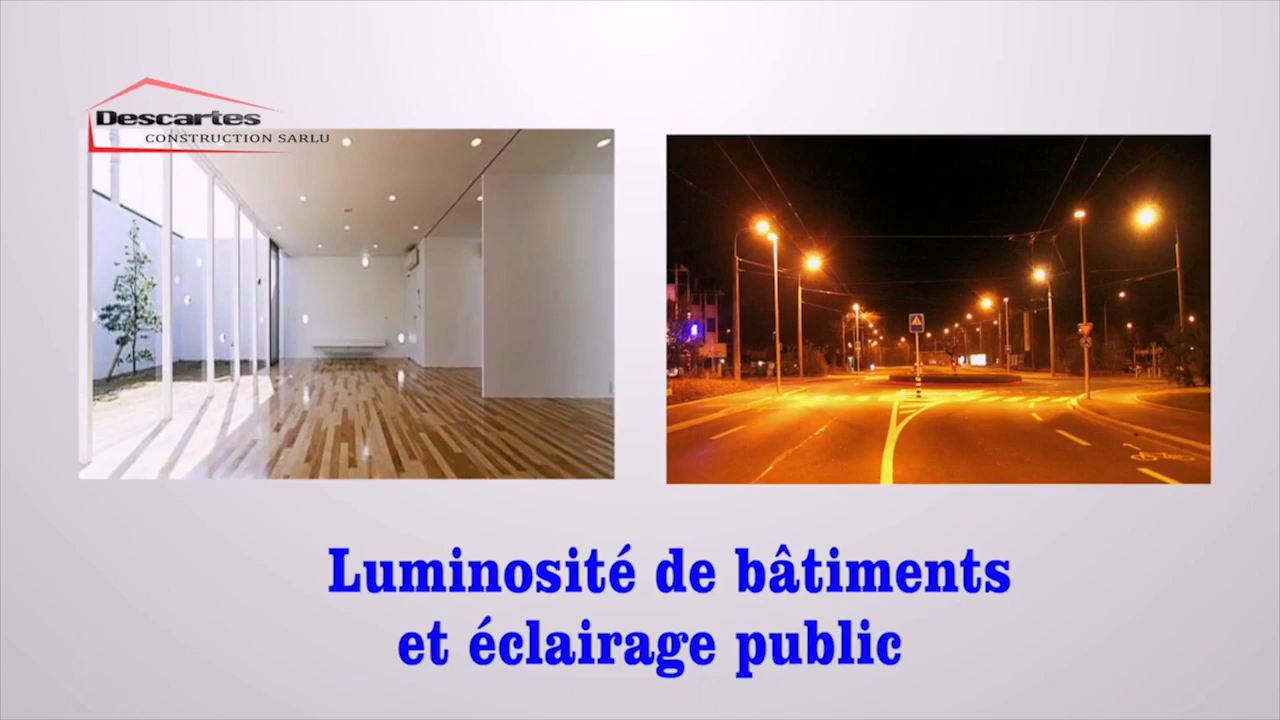 Descartes
CONSTRUCTION SARLU
Luminosité de bâtiments
et éclairage public